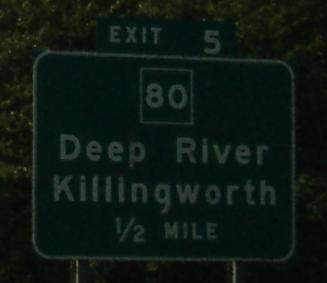 EXIT 5
80
Deep River
Killingworth
1/2 MILE